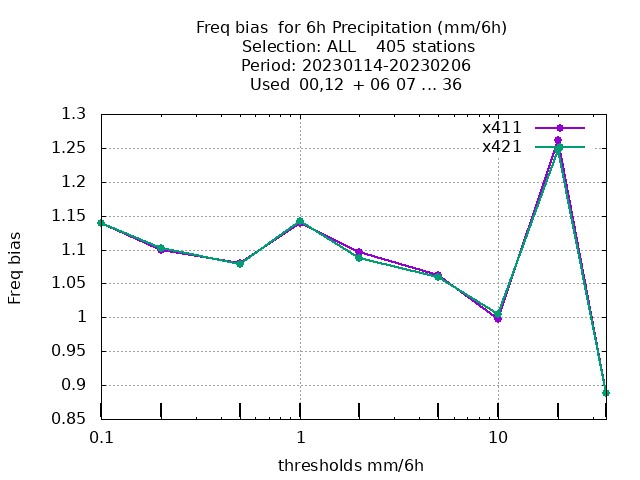 Freq bias  for 6h Precipitation (mm/6h)
Selection: ALL    405 stations
Period: 20230114-20230206
Used  00,12  + 06 07 ... 36
x411
x421
1.3
1.25
1.2
1.15
1.1
1.05
1
0.95
0.9
0.85
Freq bias
0.1
1
10
thresholds mm/6h